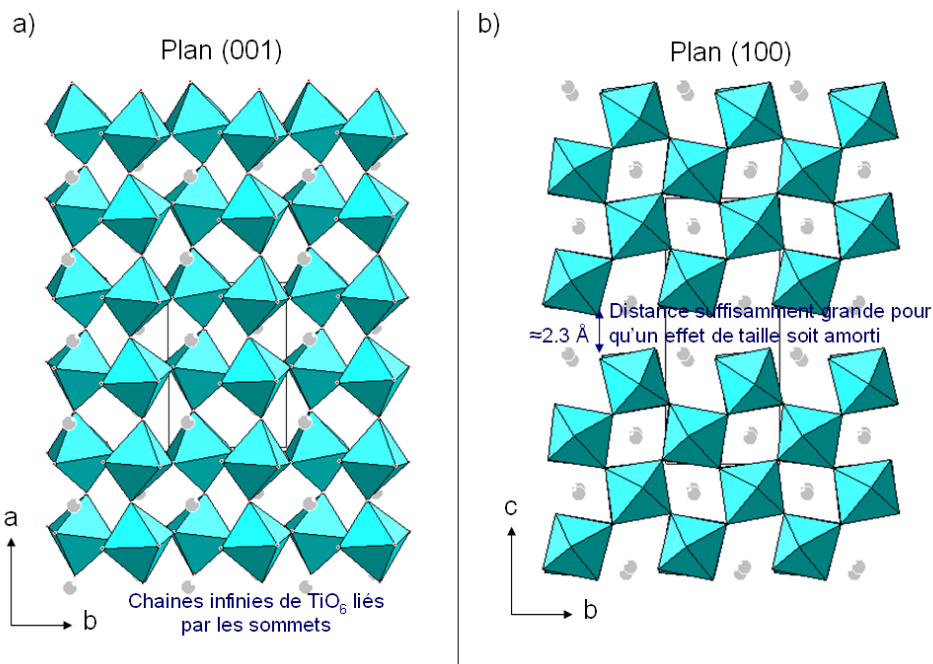 a)
Plan (001)
a
b
Chaines infinies de TiO₆ liés
par les sommets
b)
Plan (100)
Distance suffisamment grande pour
≈2.3 Å
qu'un effet de taille soit amorti
c
b